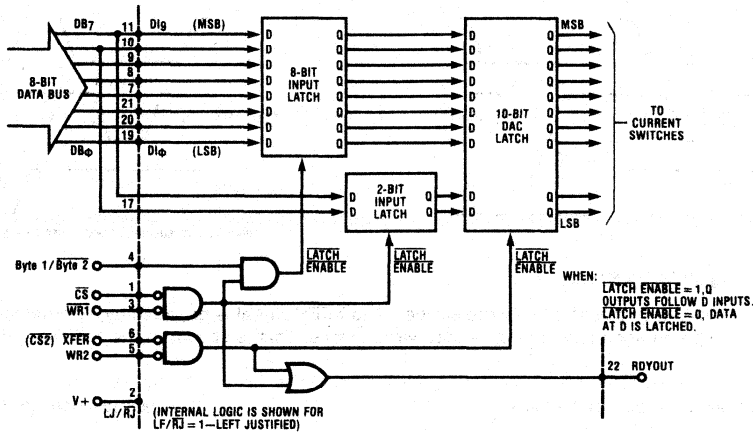 DB7 11 DI9 (MSB)
10
9
8
7
21
20
19
DBΦ DIΦ (LSB)
8-BIT
DATA BUS
17
D Q
D Q
D Q
D Q
D Q
D Q
D Q
D Q
8-BIT
INPUT
LATCH
D Q
D Q
2-BIT
INPUT
LATCH
D Q
D Q
D Q
D Q
D Q
D Q
D Q
D Q
D Q
D Q
10-BIT
DAC
LATCH
MSB
LSB
TO
CURRENT
SWITCHES
LATCH
ENABLE
LATCH
ENABLE
LATCH
ENABLE
Byte 1/Byte 2 4
CS 1
WR1 3
(CS2) XFER 6
WR2 5
V+ 2
LJ/RJ
(INTERNAL LOGIC IS SHOWN FOR
LF/RJ = 1—LEFT JUSTIFIED)
WHEN:
LATCH ENABLE = 1, Q
OUTPUTS FOLLOW D INPUTS.
LATCH ENABLE = 0, DATA
AT D IS LATCHED.
22 RDYOUT